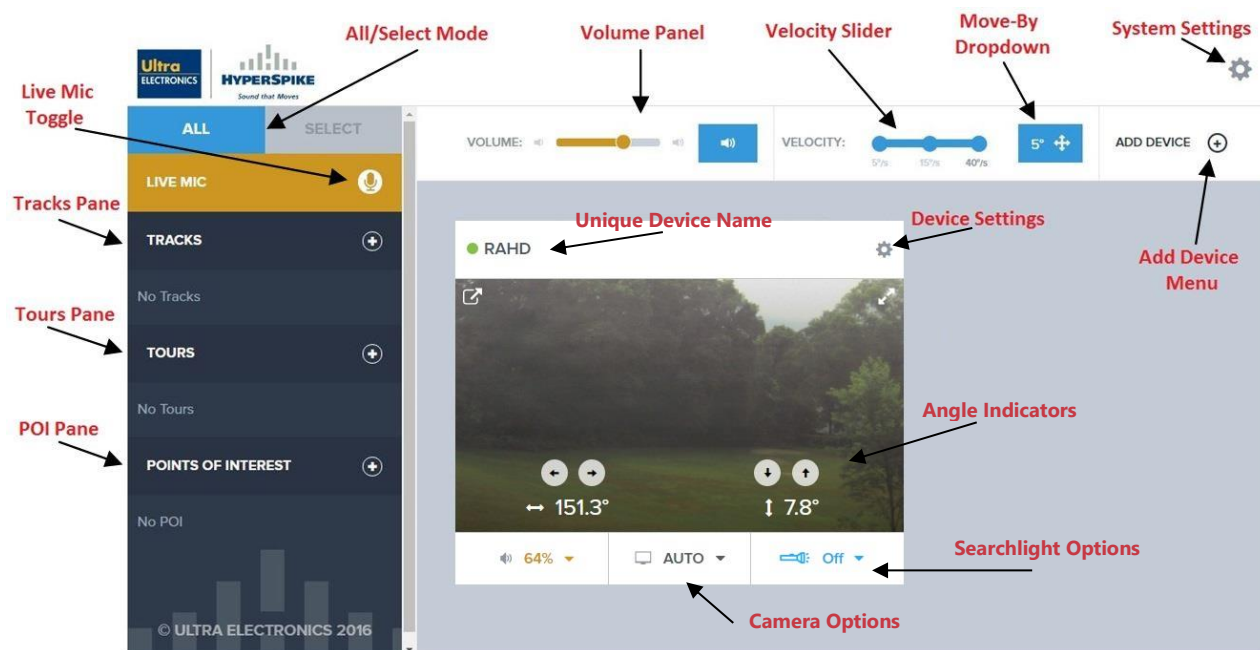 All/Select Mode
Volume Panel
Velocity Slider
Move-By
Dropdown
System Settings
Ultra
ELECTRONICS
HYPERSPIKE
Sound that Moves
Live Mic
Toggle
ALL
SELECT
VOLUME:
VELOCITY:
5°/s
15°/s
40°/s
5°
ADD DEVICE
LIVE MIC
Tracks Pane
TRACKS
Unique Device Name
Device Settings
RAHD
Add Device
Menu
No Tracks
Tours Pane
TOURS
No Tours
Angle Indicators
POI Pane
POINTS OF INTEREST
151.3°
7.8°
No POI
64%
AUTO
Off
Searchlight Options
Camera Options
© ULTRA ELECTRONICS 2016